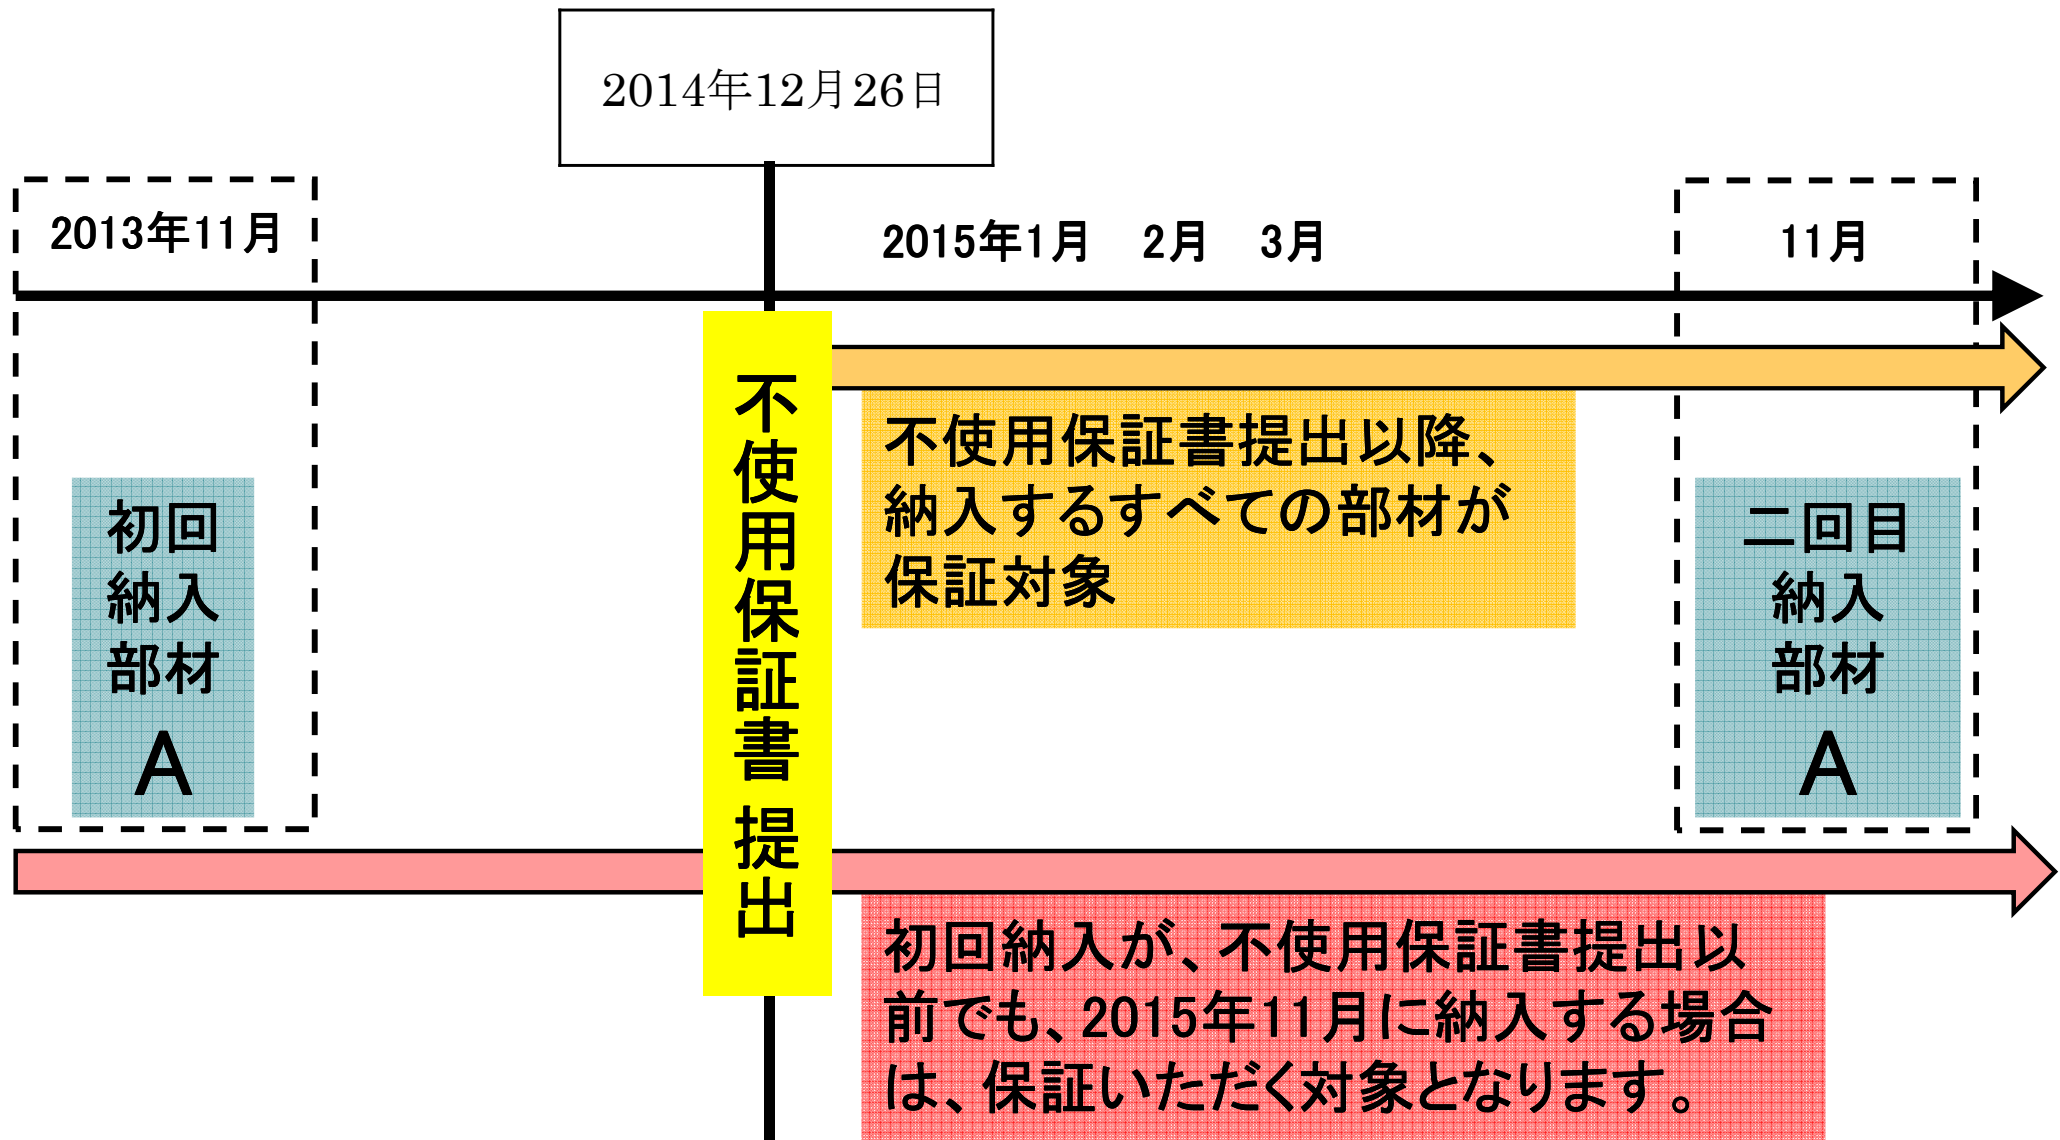 2014年12月26日
2013年11月
2015年1月　2月　3月
11月
不使用保証書 提出
不使用保証書提出以降、
納入するすべての部材が
保証対象
初回
納入
部材
A
二回目
納入
部材
A
初回納入が、不使用保証書提出以
前でも、2015年11月に納入する場合
は、保証いただく対象となります。